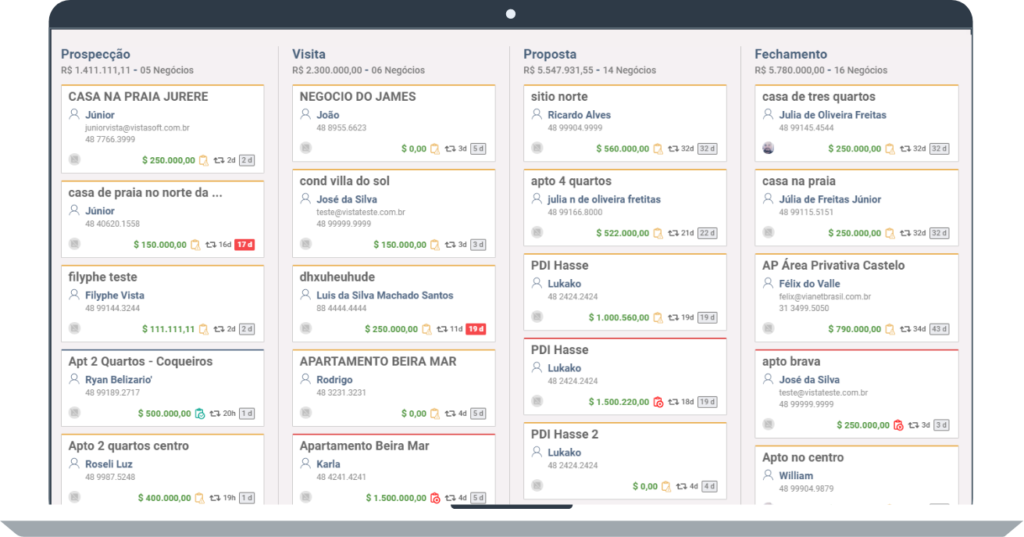 Prospecção
R$ 1.411.111,11 - 05 Negócios
CASA NA PRAIA JURERE
Júnior
juniorvista@vistasoft.com.br
48 7766.3999
$ 250.000,00 2d 2 d
casa de praia no norte da ...
Júnior
48 40620.1558
$ 150.000,00 16d 17 d
filyphe teste
Filyphe Vista
48 99144.3244
$ 111.111,11 2d 2 d
Apt 2 Quartos - Coqueiros
Ryan Belizario'
48 99189.2717
$ 500.000,00 20h 1 d
Apto 2 quartos centro
Roseli Luz
48 9987.5248
$ 400.000,00 19h 1 d
Visita
R$ 2.300.000,00 - 06 Negócios
NEGOCIO DO JAMES
João
48 8955.6623
$ 0,00 3d 5 d
cond villa do sol
José da Silva
teste@vistateste.com.br
48 99999.9999
$ 150.000,00 3d 3 d
dhxuheuhude
Luis da Silva Machado Santos
88 4444.4444
$ 250.000,00 11d 19 d
APARTAMENTO BEIRA MAR
Rodrigo
48 3231.3231
$ 0,00 4d 5 d
Apartamento Beira Mar
Karla
48 4241.4241
$ 1.500.000,00 4d 5 d
Proposta
R$ 5.547.931,55 - 14 Negócios
sitio norte
Ricardo Alves
48 99904.9999
$ 560.000,00 32d 32 d
apto 4 quartos
julia n de oliveira fretitas
48 99166.8000
$ 522.000,00 21d 22 d
PDI Hasse
Lukako
48 2424.2424
$ 1.000.560,00 19d 19 d
PDI Hasse
Lukako
48 2424.2424
$ 1.500.220,00 18d 19 d
PDI Hasse 2
Lukako
48 2424.2424
$ 0,00 4d 4 d
Fechamento
R$ 5.780.000,00 - 16 Negócios
casa de tres quartos
Julia de Oliveira Freitas
48 99145.4544
$ 250.000,00 32d 32 d
casa na praia
Júlia de Freitas Júnior
48 99115.5151
$ 250.000,00 32d 32 d
AP Área Privativa Castelo
Félix do Valle
felix@vianetbrasil.com.br
31 3499.5050
$ 790.000,00 34d 43 d
apto brava
José da Silva
teste@vistateste.com.br
48 99999.9999
$ 250.000,00 3d 3 d
Apto no centro
William
48 99904.9879